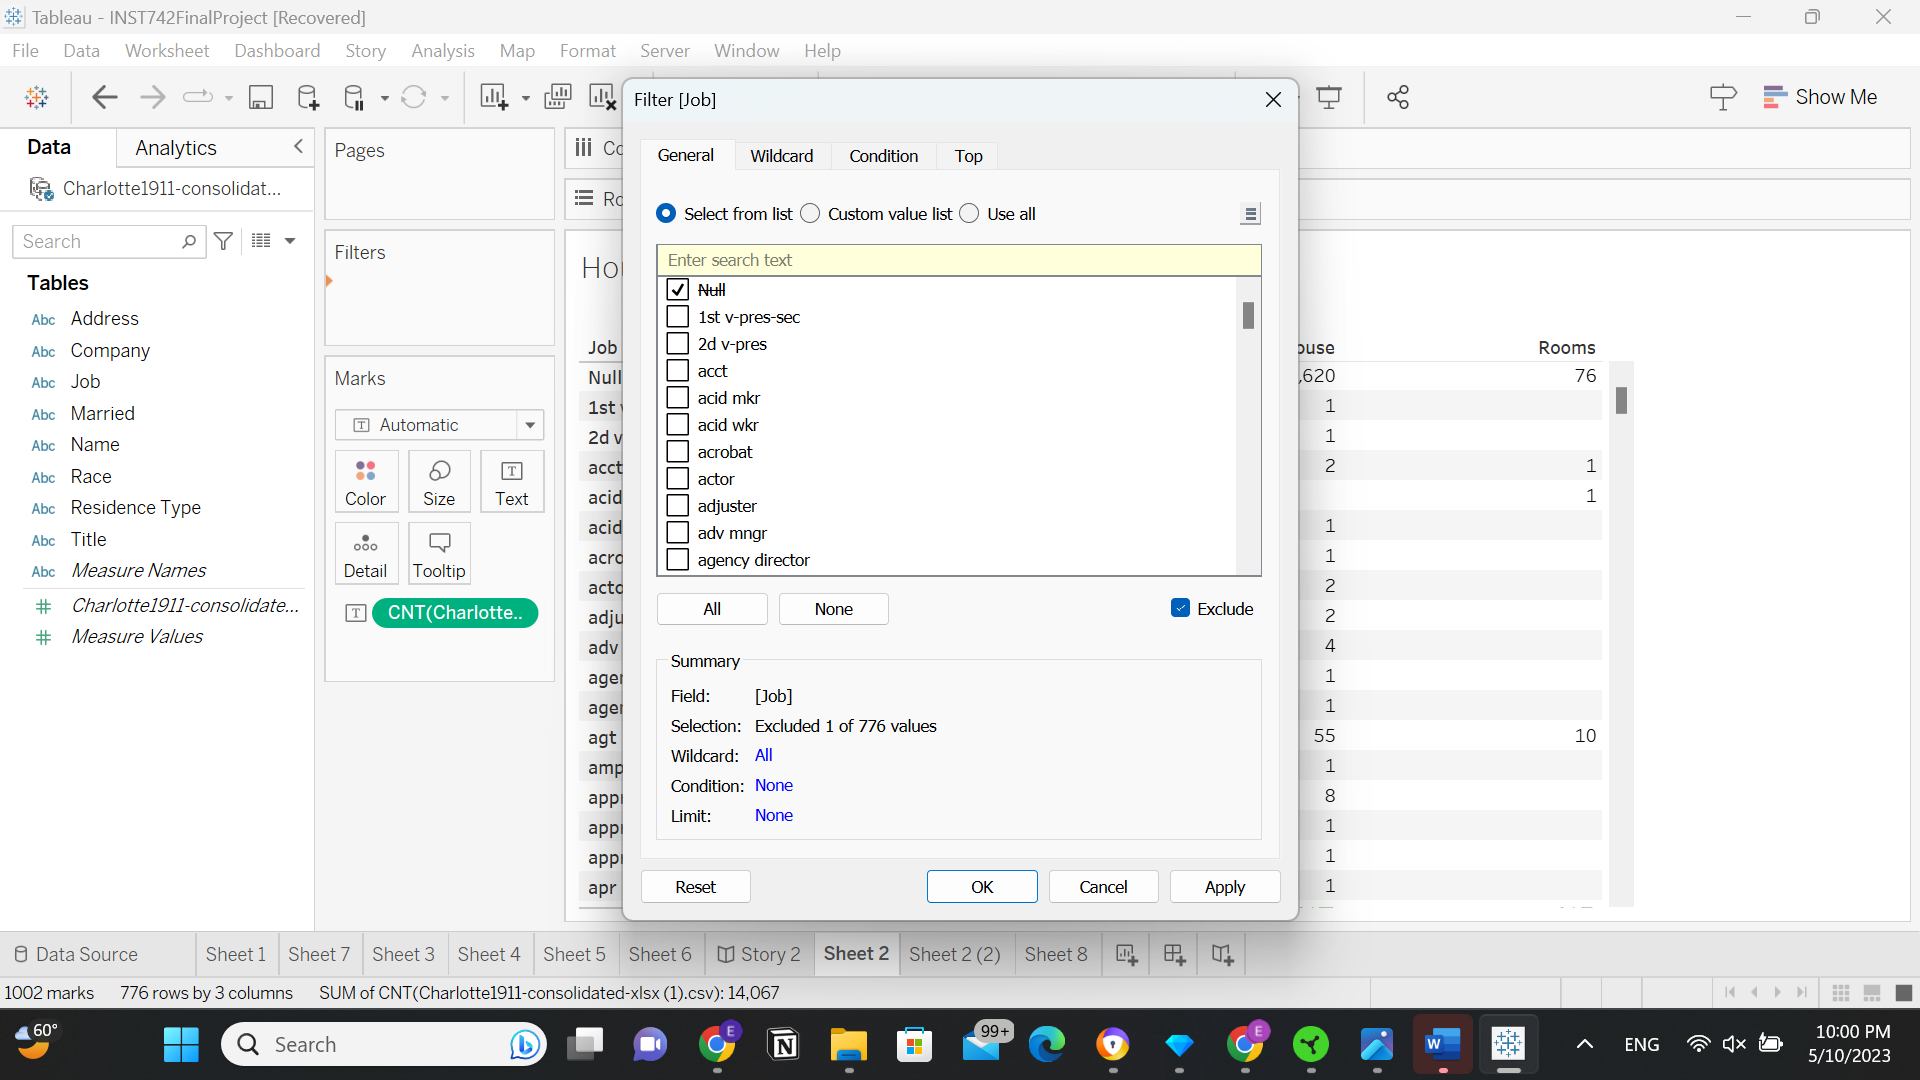 Tableau - INST742FinalProject [Recovered]
File Data Worksheet Dashboard Story Analysis Map Format Server Window Help
Show Me
Data Analytics
Charlotte1911-consolidat...
Search
Tables
Abc Address
Abc Company
Abc Job
Abc Married
Abc Name
Abc Race
Abc Residence Type
Abc Title
Abc Measure Names
Charlotte1911-consolidate...
Measure Values
Pages
Filters
Marks
Automatic
Color Size Text
Detail Tooltip
CNT(Charlotte..
Job
Null
1st
2d v
acct
acid
acid
acro
acto
adju
adv
agen
agen
agt
amp
appr
appr
appr
apr
Filter [Job]
General Wildcard Condition Top
Select from list Custom value list Use all
Enter search text
Null
1st v-pres-sec
2d v-pres
acct
acid mkr
acid wkr
acrobat
actor
adjuster
adv mngr
agency director
All None Exclude
Summary
Field: [Job]
Selection: Excluded 1 of 776 values
Wildcard: All
Condition: None
Limit: None
Reset OK Cancel Apply
ouse Rooms
,620 76
1
1
2 1
1
1
1
2
2
4
1
1
55 10
1
8
1
1
1
Data Source Sheet 1 Sheet 7 Sheet 3 Sheet 4 Sheet 5 Sheet 6 Story 2 Sheet 2 Sheet 2 (2) Sheet 8
1002 marks 776 rows by 3 columns SUM of CNT(Charlotte1911-consolidated-xlsx (1).csv): 14,067
60° Search 99+ ENG 10:00 PM
5/10/2023